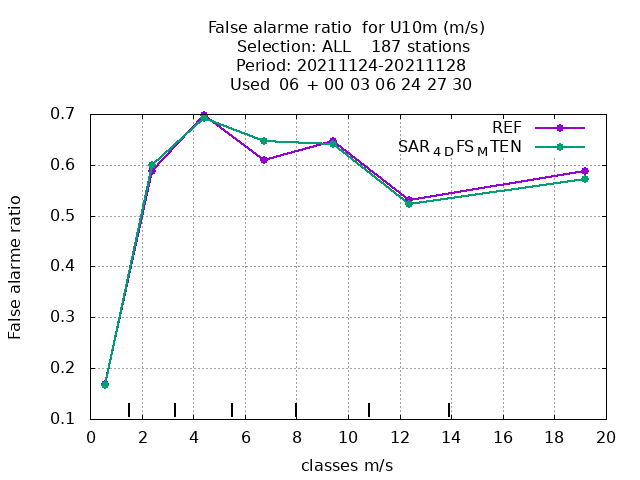 False alarme ratio  for U10m (m/s)
Selection: ALL    187 stations
Period: 20211124-20211128
Used  06  + 00 03 06 24 27 30
REF
SAR4DFSMTEN
False alarme ratio
0.7
0.6
0.5
0.4
0.3
0.2
0.1
0 2 4 6 8 10 12 14 16 18 20
classes m/s